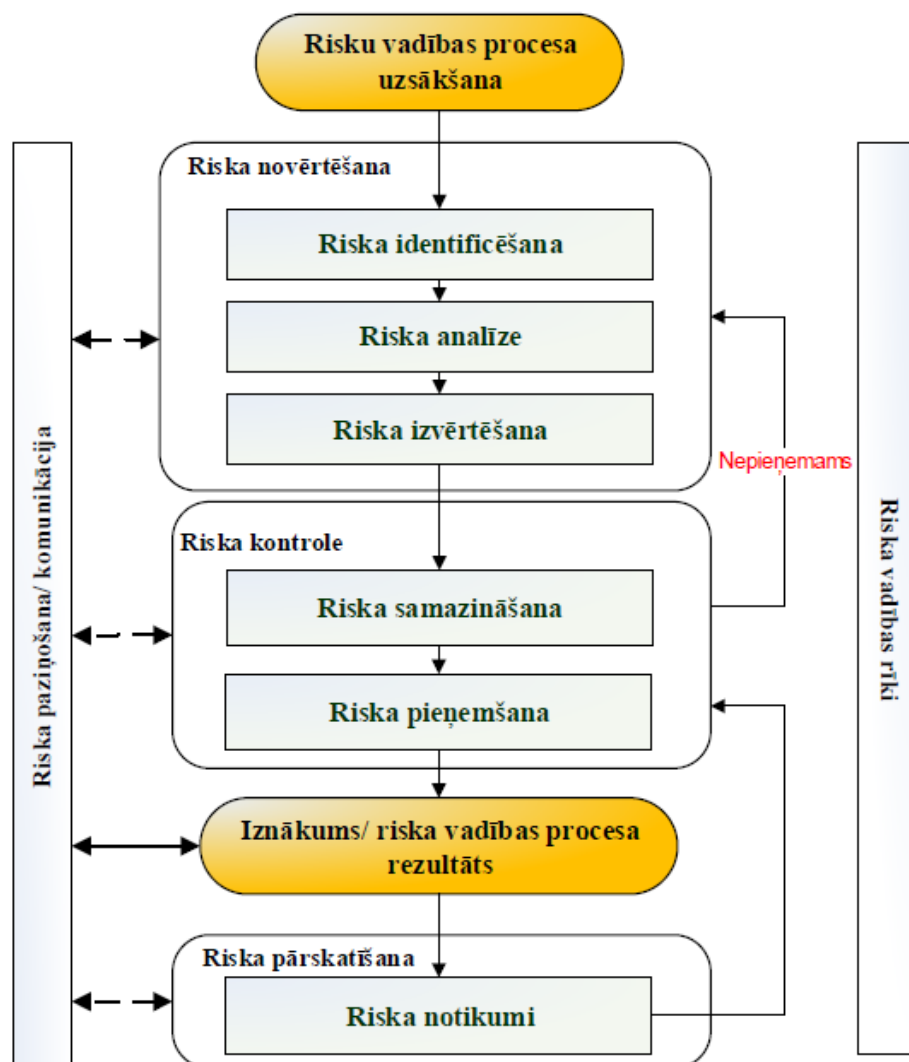 Risku vadības procesa
uzsākšana
Riska novērtēšana
Riska identificēšana
Riska analīze
Riska izvērtēšana
Nepieņemams
Riska kontrole
Riska samazināšana
Riska pieņemšana
Iznākums/ riska vadības procesa
rezultāts
Riska pārskatīšana
Riska notikumi
Riska paziņošana/ komunikācija
Riska vadības rīki